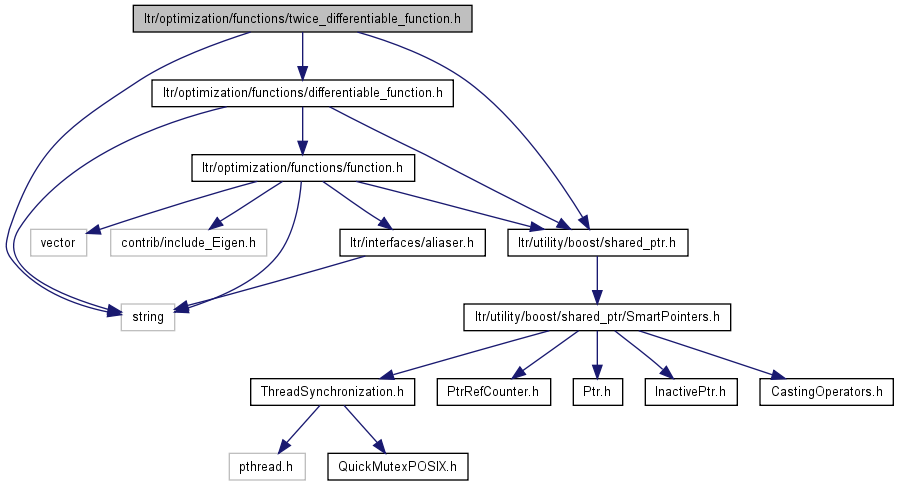 ltr/optimization/functions/twice_differentiable_function.h
ltr/optimization/functions/differentiable_function.h
ltr/optimization/functions/function.h
vector
contrib/include_Eigen.h
ltr/interfaces/aliaser.h
ltr/utility/boost/shared_ptr.h
string
ltr/utility/boost/shared_ptr/SmartPointers.h
ThreadSynchronization.h
PtrRefCounter.h
Ptr.h
InactivePtr.h
CastingOperators.h
pthread.h
QuickMutexPOSIX.h